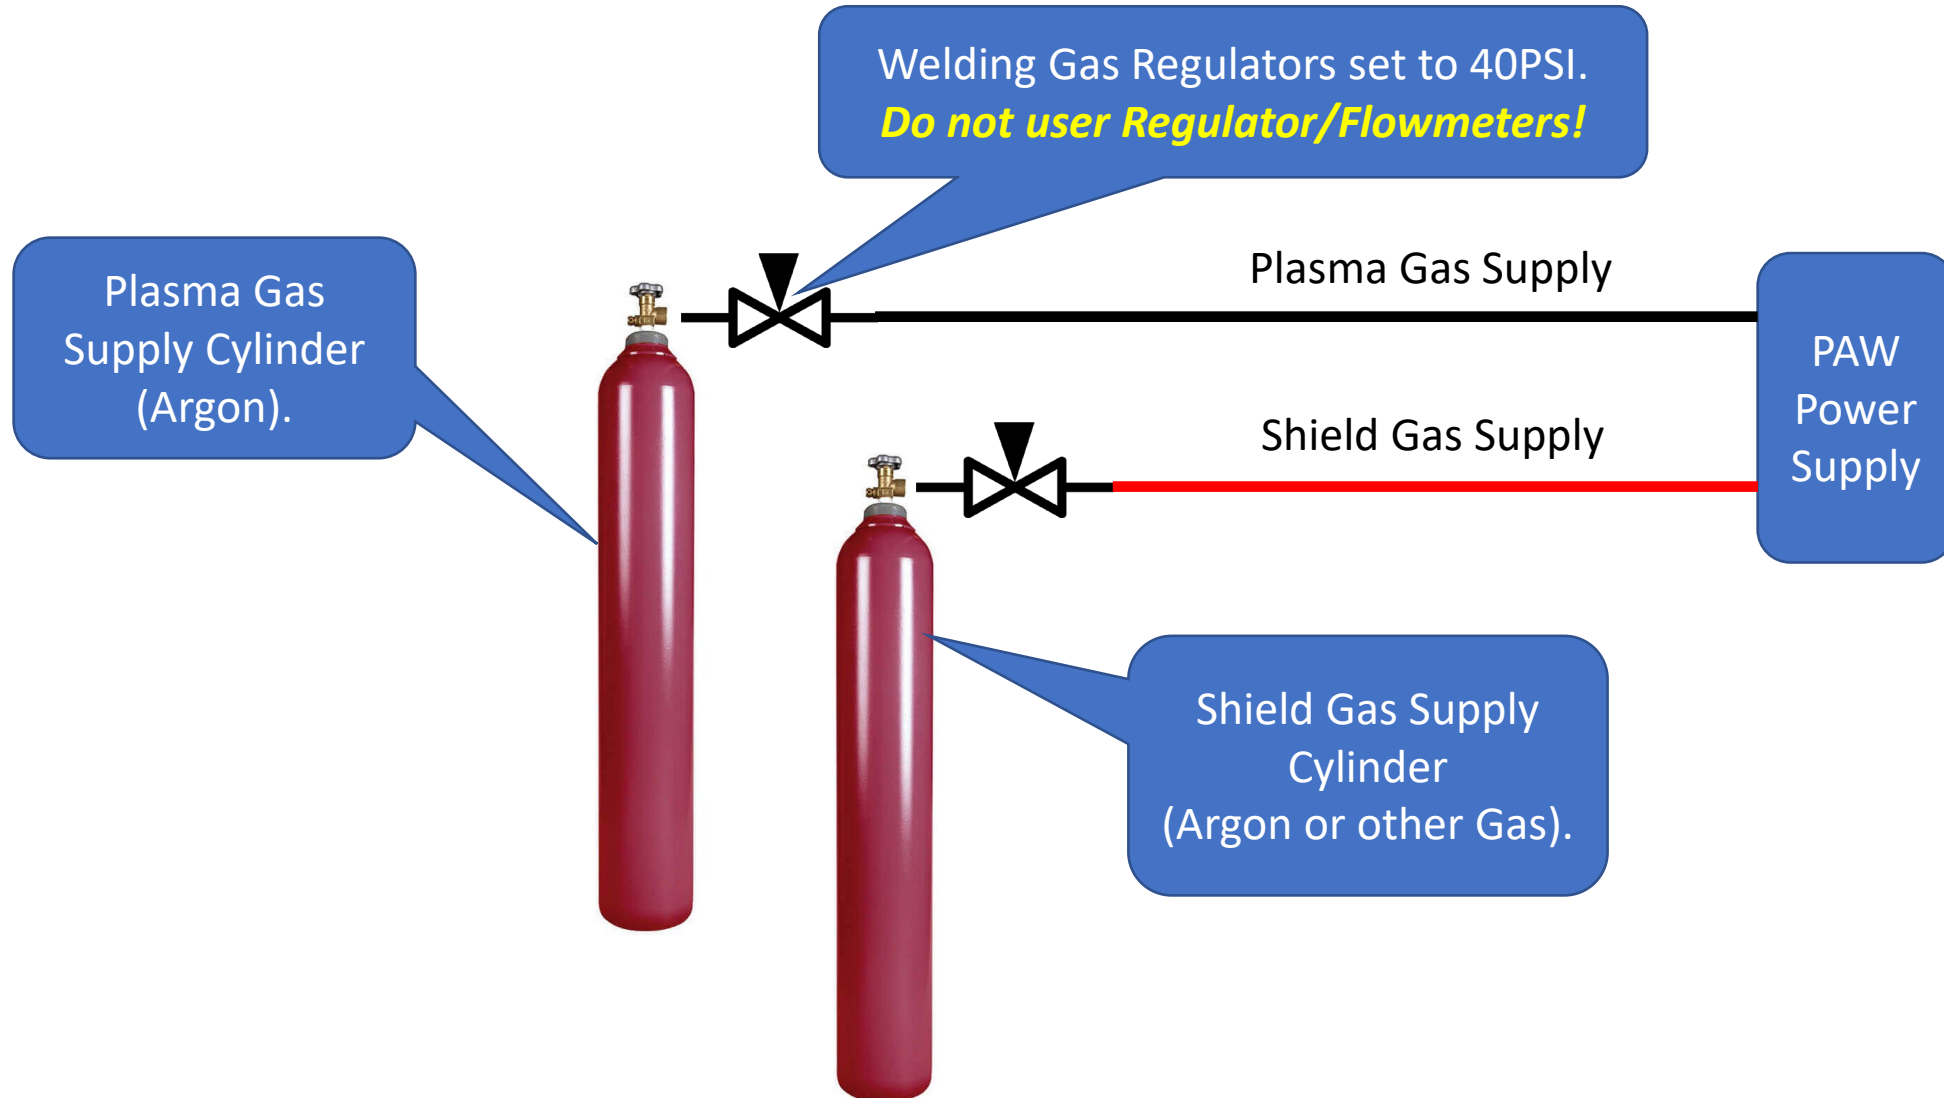 Welding Gas Regulators set to 40PSI.
Do not user Regulator/Flowmeters!
Plasma Gas
Supply Cylinder
(Argon).
Plasma Gas Supply
PAW
Power
Supply
Shield Gas Supply
Shield Gas Supply
Cylinder
(Argon or other Gas).